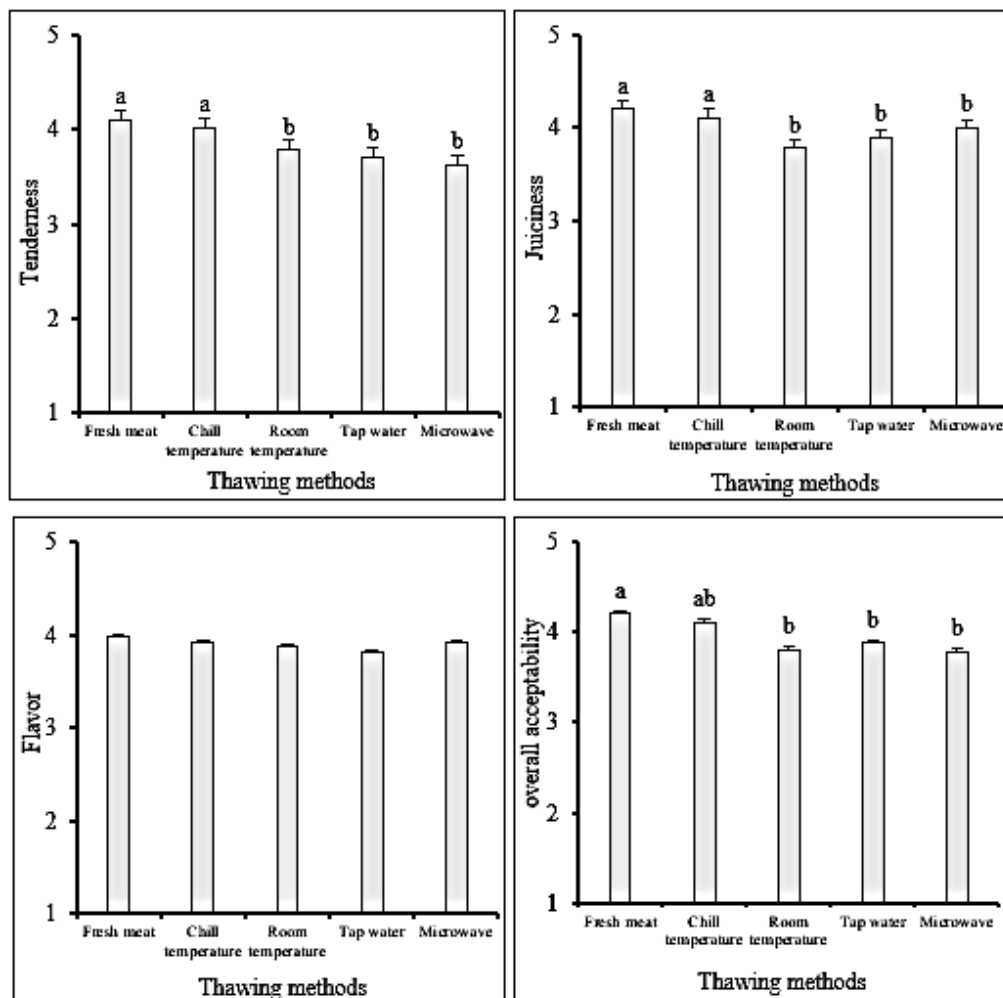 5
4
3
2
1
Tenderness
a
a
b
b
b
Fresh meat
Chill temperature
Room temperature
Tap water
Microwave
Thawing methods
5
4
3
2
1
Juiciness
a
a
b
b
b
Fresh meat
Chill temperature
Room temperature
Tap water
Microwave
Thawing methods
5
4
3
2
1
Flavor
Fresh meat
Chill temperature
Room temperature
Tap water
Microwave
Thawing methods
5
4
3
2
1
overall acceptability
a
ab
b
b
b
Fresh meat
Chill temperature
Room temperature
Tap water
Microwave
Thawing methods